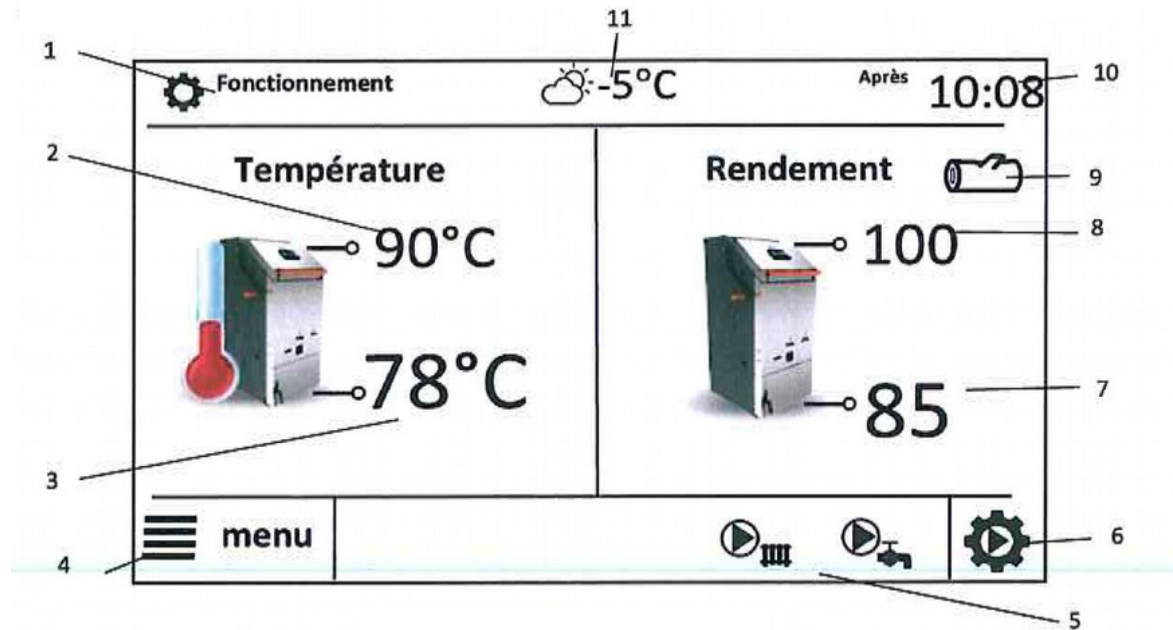 11
1
Fonctionnement
-5°C
Après
10:08
10
2
Température
Rendement
9
90°C
100
8
78°C
85
7
3
menu
4
6
5